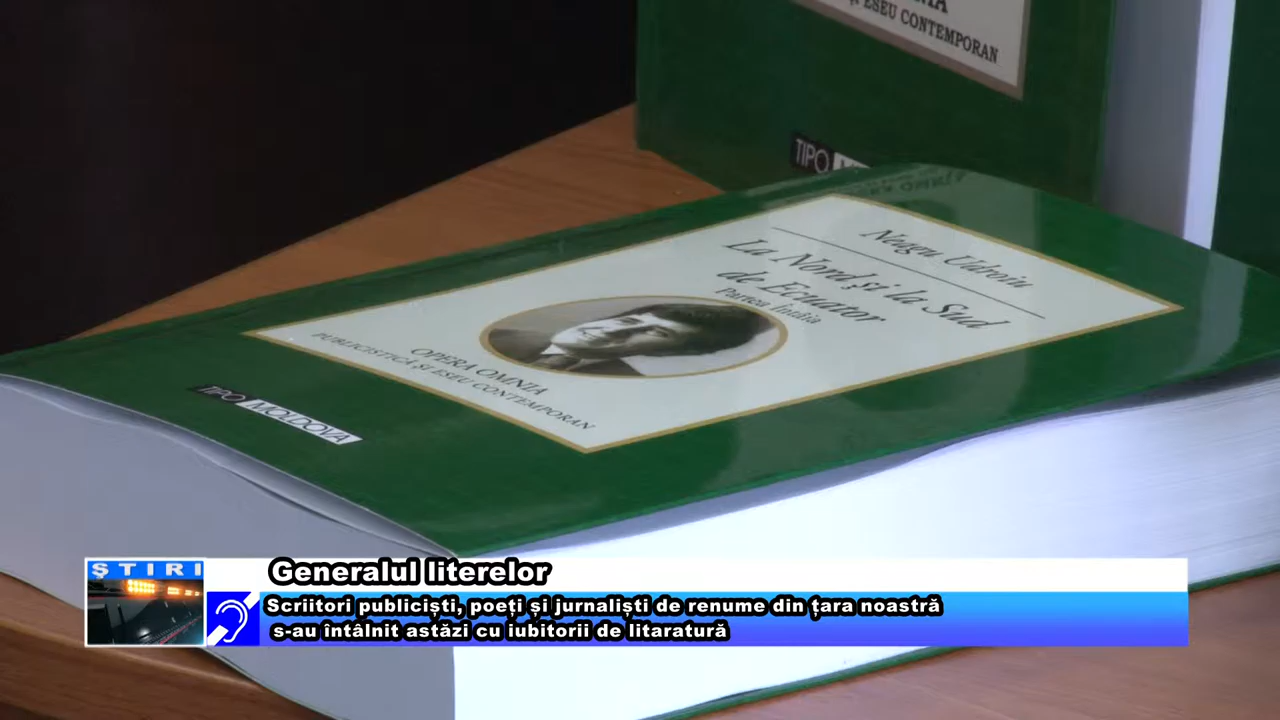 ȘI ESEU CONTEMPORAN
TIPO MO
Neagu Udroiu
La Nord și la Sud
de Ecuator
Partea Întâia
OPERA OMNIA
PUBLICISTICĂ ȘI ESEU CONTEMPORAN
TIPO MOLDOVA
ȘTIRI
Generalul literelor
Scriitori publiciști, poeți și jurnaliști de renume din țara noastră
s-au întâlnit astăzi cu iubitorii de litaratură